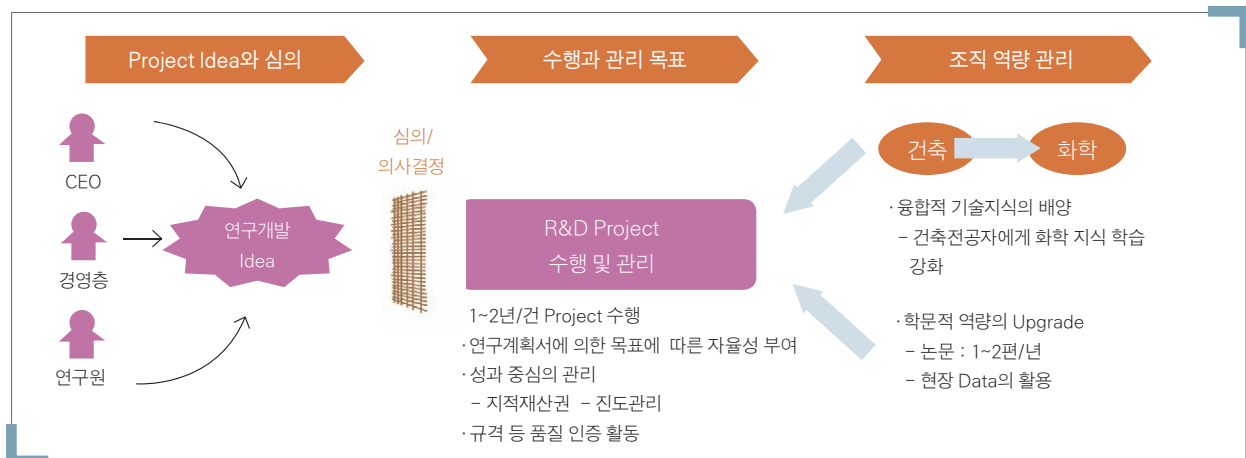 Project Idea와 심의
수행과 관리 목표
조직 역량 관리
CEO
경영층
연구원
연구개발
Idea
심의/
의사결정
R&D Project
수행 및 관리
1~2년/건 Project 수행
· 연구계획서에 의한 목표에 따른 자율성 부여
· 성과 중심의 관리
– 지적재산권 – 진도관리
· 규격 등 품질 인증 활동
건축
화학
· 융합적 기술지식의 배양
– 건축전공자에게 화학 지식 학습
강화
· 학문적 역량의 Upgrade
– 논문 : 1~2편/년
– 현장 Data의 활용